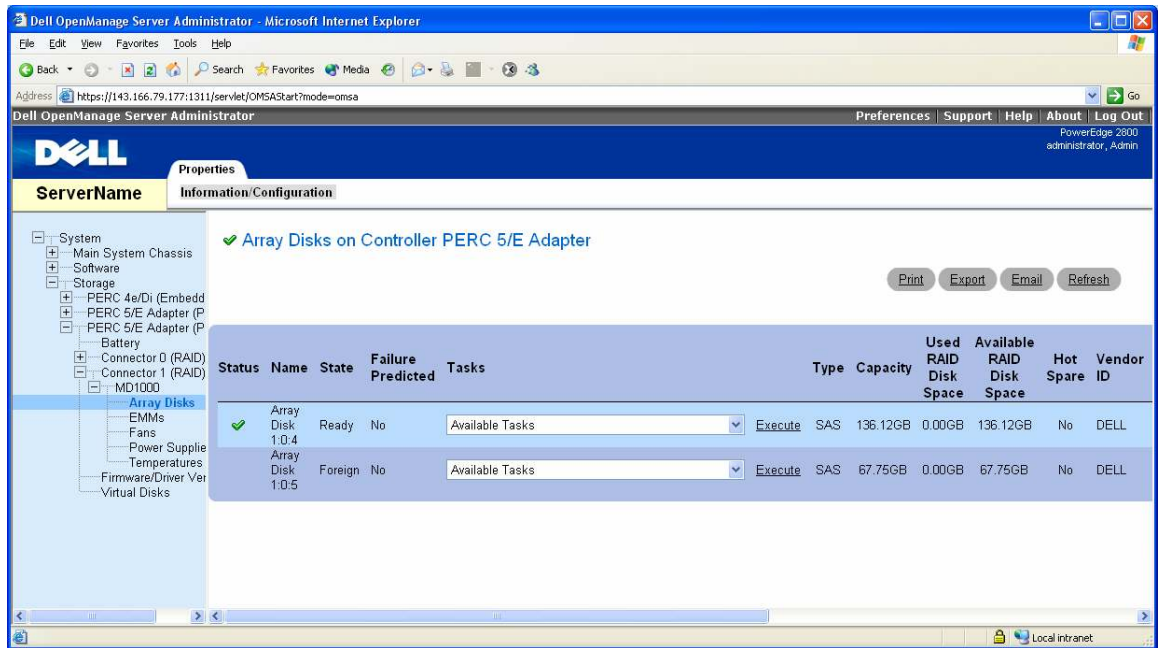 Dell OpenManage Server Administrator - Microsoft Internet Explorer
File Edit View Favorites Tools Help
Back Search Favorites Media
Address https://143.166.79.177:1311/servlet/OMSAStart?mode=omsa Go
Dell OpenManage Server Administrator Preferences | Support | Help | About | Log Out
DELL
PowerEdge 2800
administrator, Admin
Properties
ServerName
Information/Configuration
System
Main System Chassis
Software
Storage
PERC 4e/Di (Embedd
PERC 5/E Adapter (P
PERC 5/E Adapter (P
Battery
Connector 0 (RAID)
Connector 1 (RAID)
MD1000
Array Disks
EMMs
Fans
Power Supplie
Temperatures
Firmware/Driver Ver
Virtual Disks
Array Disks on Controller PERC 5/E Adapter
Print Export Email Refresh
Status Name State Failure Predicted Tasks Type Capacity Used RAID Disk Space Available RAID Disk Space Hot Spare Vendor ID
Array Disk 1:0:4 Ready No Available Tasks Execute SAS 136.12GB 0.00GB 136.12GB No DELL
Array Disk 1:0:5 Foreign No Available Tasks Execute SAS 67.75GB 0.00GB 67.75GB No DELL
Local intranet